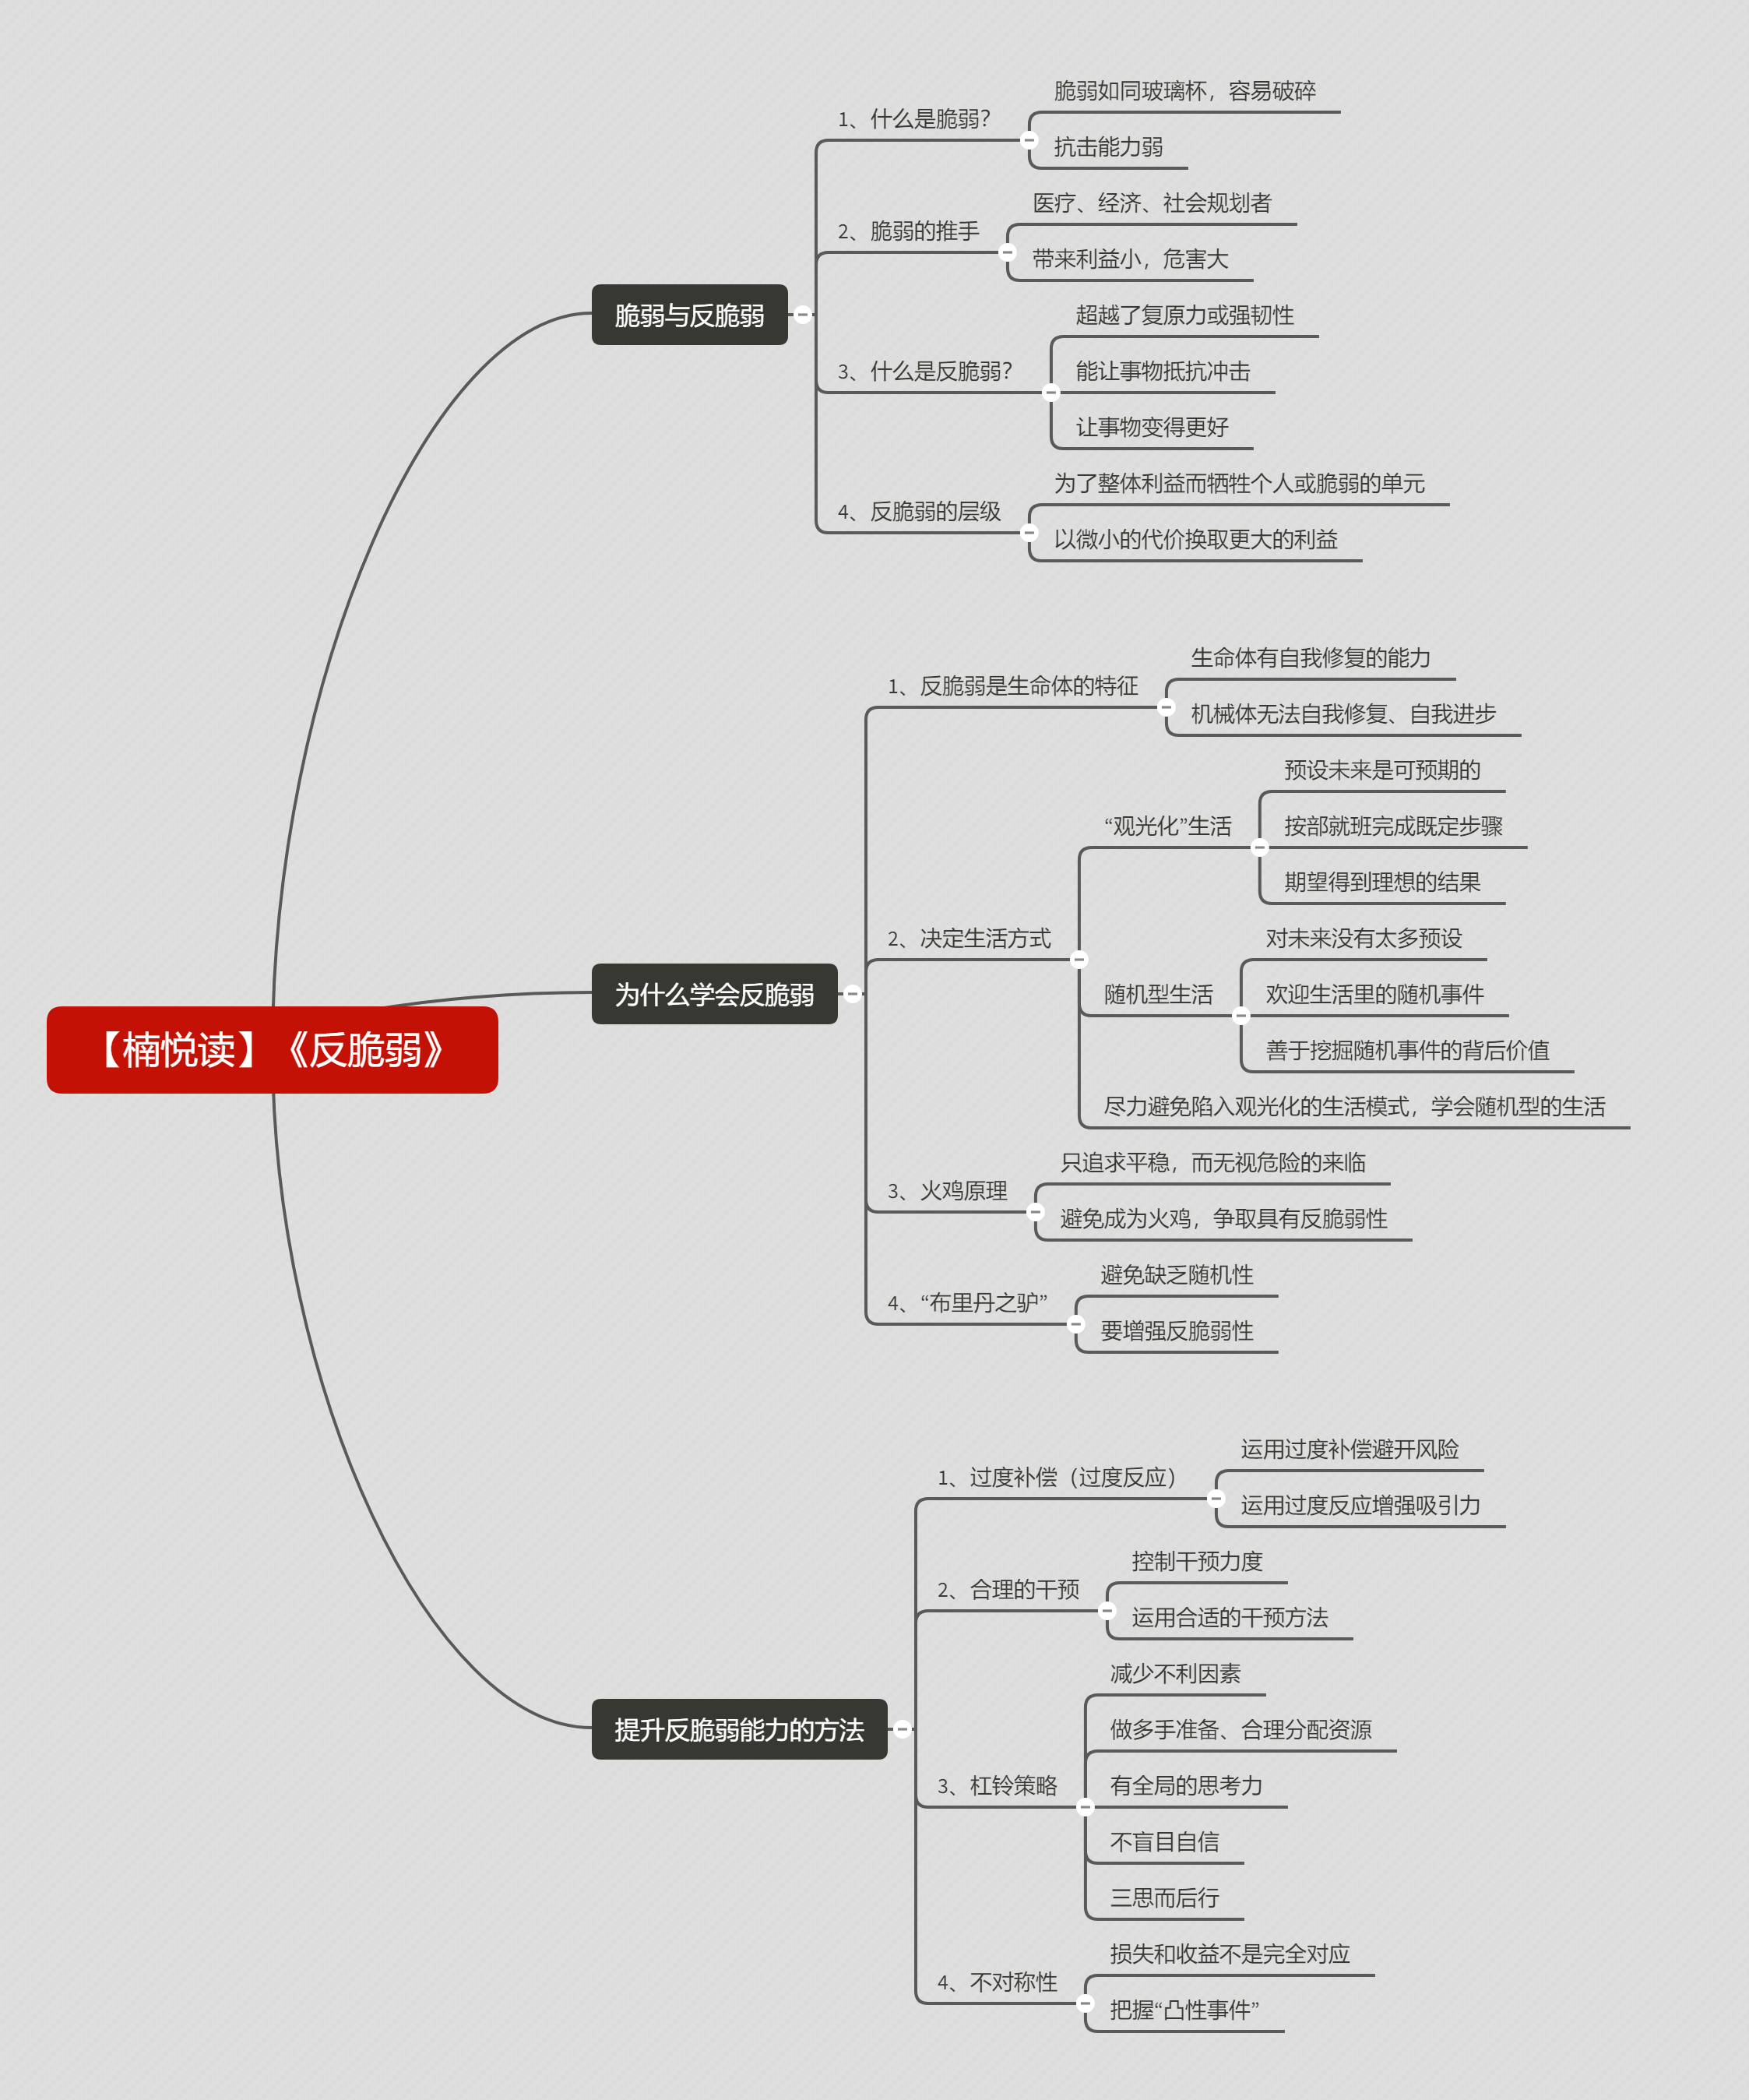 【楠悦读】《反脆弱》
脆弱与反脆弱
1、什么是脆弱？
脆弱如同玻璃杯，容易破碎
抗击能力弱
2、脆弱的推手
医疗、经济、社会规划者
带来利益小，危害大
3、什么是反脆弱？
超越了复原力或强韧性
能让事物抵抗冲击
让事物变得更好
4、反脆弱的层级
为了整体利益而牺牲个人或脆弱的单元
以微小的代价换取更大的利益
为什么学会反脆弱
1、反脆弱是生命体的特征
生命体有自我修复的能力
机械体无法自我修复、自我进步
2、决定生活方式
“观光化”生活
预设未来是可预期的
按部就班完成既定步骤
期望得到理想的结果
随机型生活
对未来没有太多预设
欢迎生活里的随机事件
善于挖掘随机事件的背后价值
尽力避免陷入观光化的生活模式，学会随机型的生活
3、火鸡原理
只追求平稳，而无视危险的来临
避免成为火鸡，争取具有反脆弱性
4、“布里丹之驴”
避免缺乏随机性
要增强反脆弱性
提升反脆弱能力的方法
1、过度补偿（过度反应）
运用过度补偿避开风险
运用过度反应增强吸引力
2、合理的干预
控制干预力度
运用合适的干预方法
3、杠铃策略
减少不利因素
做多手准备、合理分配资源
有全局的思考力
不盲目自信
三思而后行
4、不对称性
损失和收益不是完全对应
把握“凸性事件”